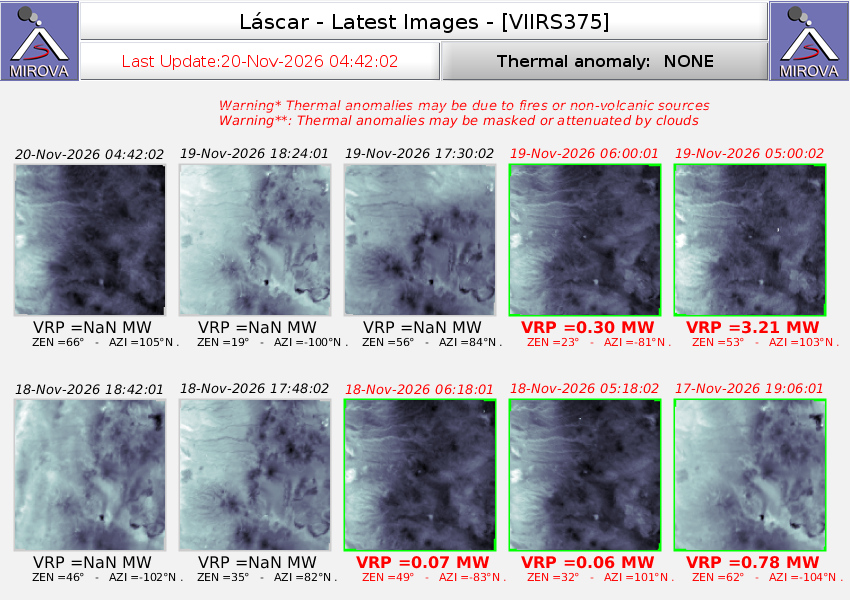 Láscar - Latest Images - [VIIRS375]
MIROVA
Last Update:20-Nov-2026 04:42:02
Thermal anomaly: NONE
MIROVA
Warning* Thermal anomalies may be due to fires or non-volcanic sources
Warning**: Thermal anomalies may be masked or attenuated by clouds
20-Nov-2026 04:42:02
19-Nov-2026 18:24:01
19-Nov-2026 17:30:02
19-Nov-2026 06:00:01
19-Nov-2026 05:00:02
VRP =NaN MW
VRP =NaN MW
VRP =NaN MW
VRP =0.30 MW
VRP =3.21 MW
ZEN =66° - AZI =105°N .
ZEN =19° - AZI =-100°N .
ZEN =56° - AZI =84°N .
ZEN =23° - AZI =-81°N .
ZEN =53° - AZI =103°N .
18-Nov-2026 18:42:01
18-Nov-2026 17:48:02
18-Nov-2026 06:18:01
18-Nov-2026 05:18:02
17-Nov-2026 19:06:01
VRP =NaN MW
VRP =NaN MW
VRP =0.07 MW
VRP =0.06 MW
VRP =0.78 MW
ZEN =46° - AZI =-102°N .
ZEN =35° - AZI =82°N .
ZEN =49° - AZI =-83°N .
ZEN =32° - AZI =101°N .
ZEN =62° - AZI =-104°N .